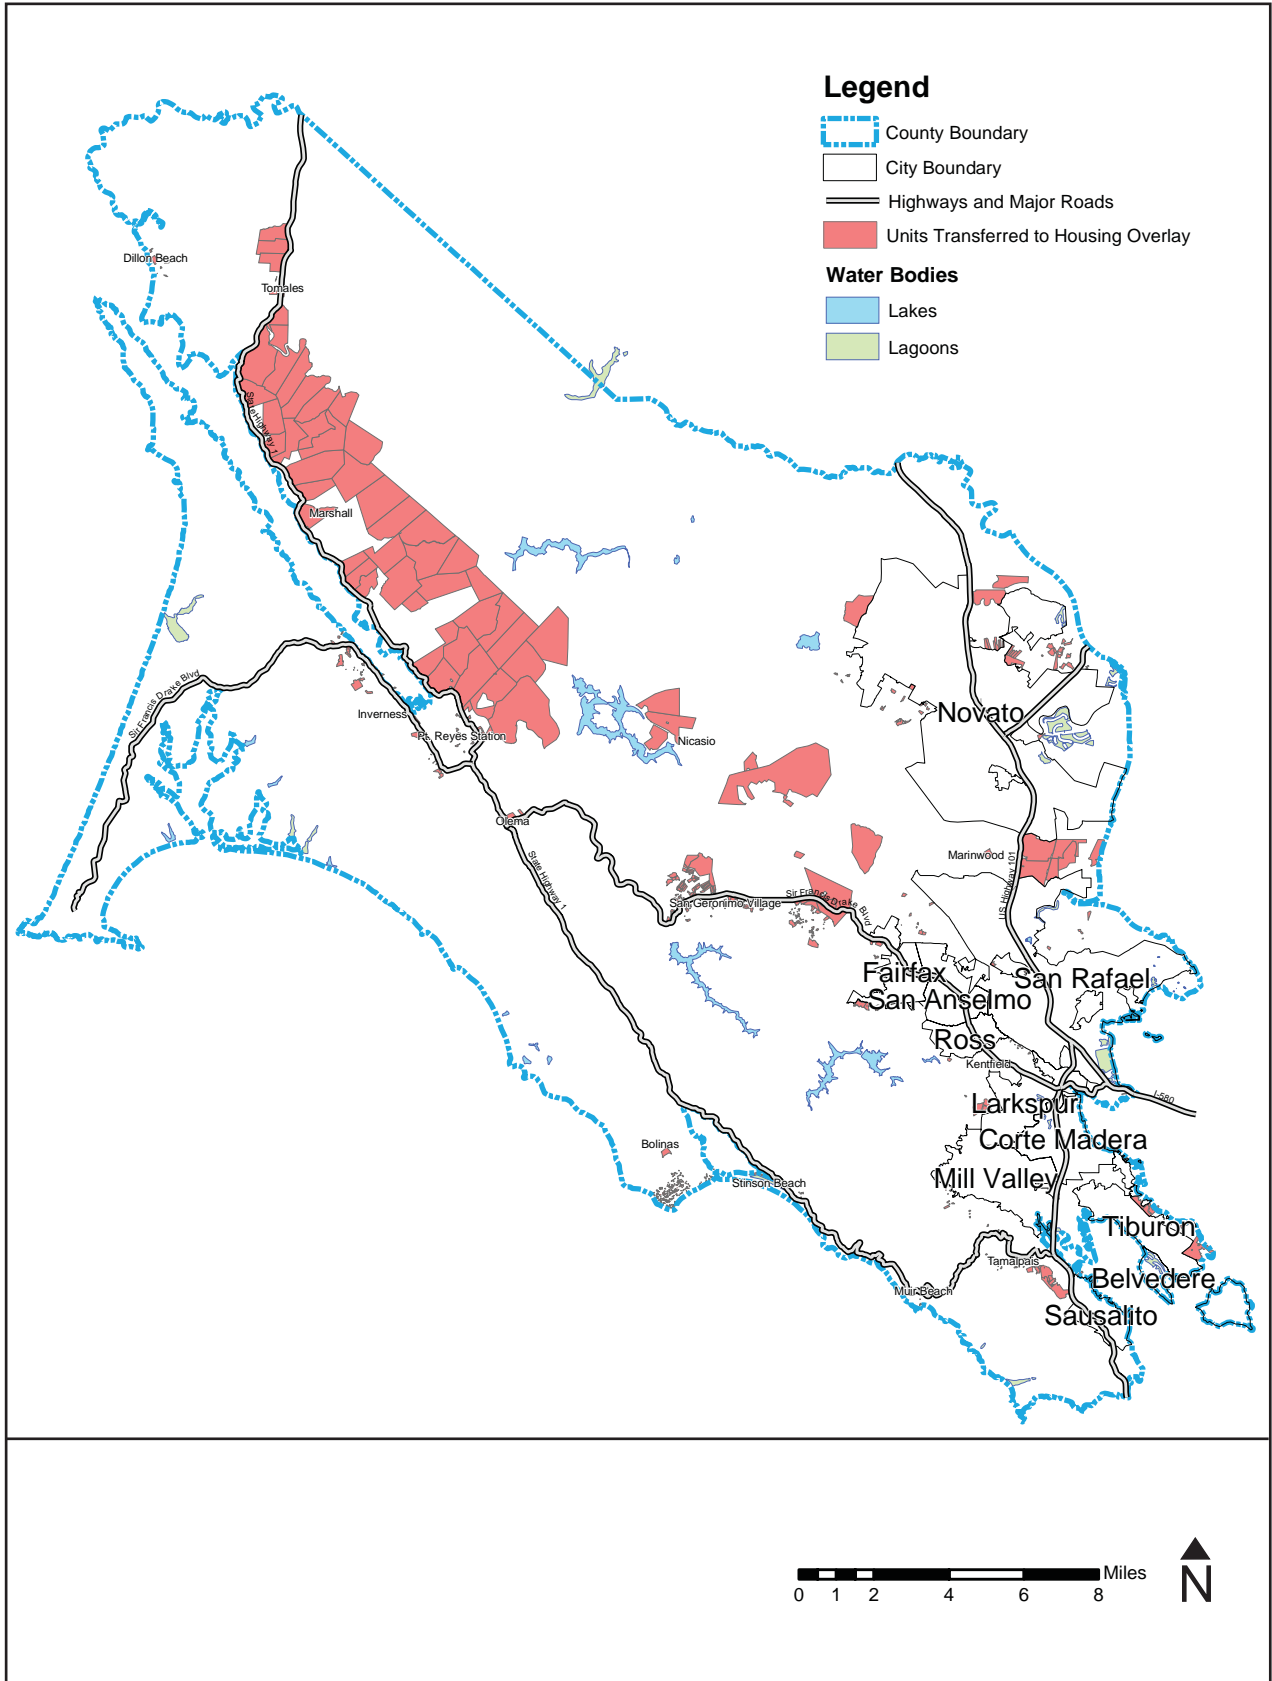 Legend
County Boundary
City Boundary
Highways and Major Roads
Units Transferred to Housing Overlay
Water Bodies
Lakes
Lagoons
Dillon Beach
Tomales
State Highway 1
Marshall
Sir Francis Drake Blvd
Inverness
Pt. Reyes Station
Nicasio
Novato
Olema
State Highway 1
Marinwood
U.S. Highway 101
San Geronimo Village
Sir Francis Drake Blvd
Fairfax
San Rafael
San Anselmo
Ross
Kentfield
Larkspur
I-580
Corte Madera
Bolinas
Mill Valley
Stinson Beach
Tiburon
Tamalpais
Belvedere
Muir Beach
Sausalito
Miles
0 1 2 4 6 8
N